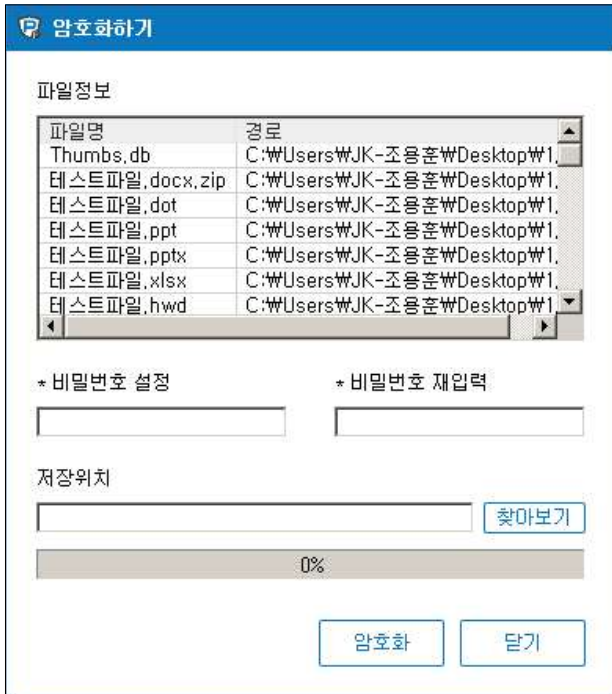 암호화하기
파일정보
파일명 경로
Thumbs.db C:₩Users₩JK-조용훈₩Desktop₩1.
테스트파일.docx.zip C:₩Users₩JK-조용훈₩Desktop₩1.
테스트파일.dot C:₩Users₩JK-조용훈₩Desktop₩1.
테스트파일.ppt C:₩Users₩JK-조용훈₩Desktop₩1.
테스트파일.pptx C:₩Users₩JK-조용훈₩Desktop₩1.
테스트파일.xlsx C:₩Users₩JK-조용훈₩Desktop₩1.
테스트파일.hwd C:₩Users₩JK-조용훈₩Desktop₩1.
* 비밀번호 설정 * 비밀번호 재입력
저장위치
찾아보기
0%
암호화 닫기